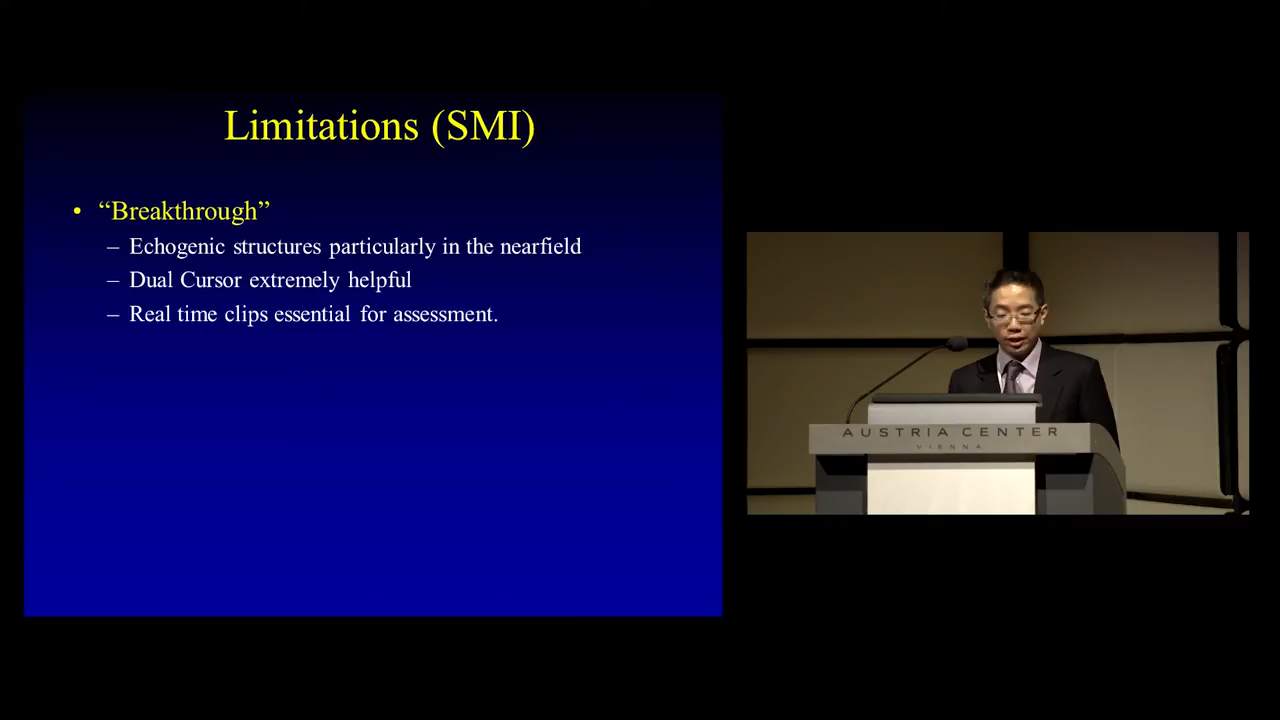 Limitations (SMI)
• “Breakthrough”
– Echogenic structures particularly in the nearfield
– Dual Cursor extremely helpful
– Real time clips essential for assessment.
AUSTRIA CENTER
VIENNA